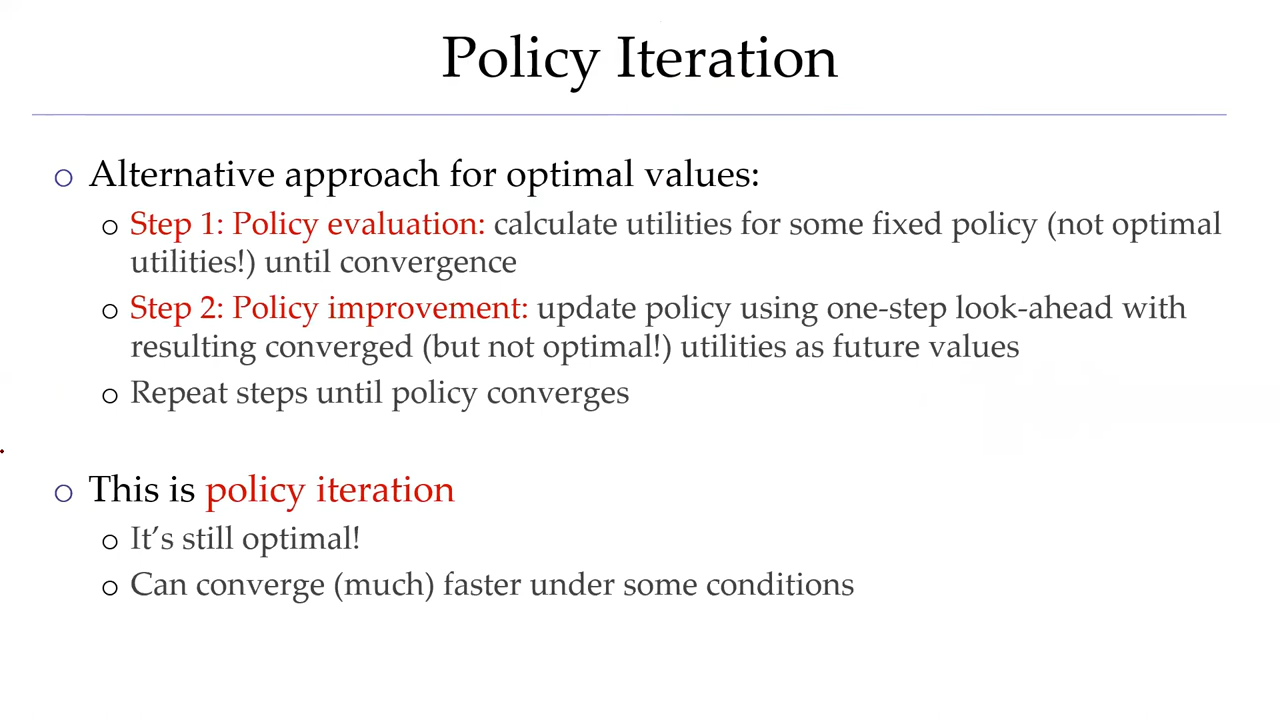 Policy Iteration
Alternative approach for optimal values:
Step 1: Policy evaluation: calculate utilities for some fixed policy (not optimal
utilities!) until convergence
Step 2: Policy improvement: update policy using one-step look-ahead with
resulting converged (but not optimal!) utilities as future values
Repeat steps until policy converges
This is policy iteration
It’s still optimal!
Can converge (much) faster under some conditions